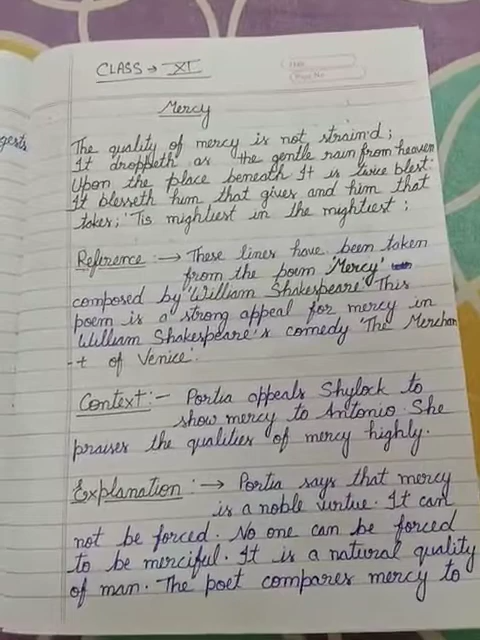 gests
CLASS → XI
Date
Page No
Mercy
The quality of mercy is not strain'd;
It droppeth as the gentle rain from heaven
Upon the place beneath It is twice blest:
It blesseth him that gives and him that
takes; 'Tis mightiest in the mightiest;
Reference :→ These lines have been taken
from the poem 'Mercy'
composed by 'William Shakespeare' This
poem is a strong appeal for mercy in
William Shakespeare's comedy 'The Merchan
-t of Venice'.
Context:- Portia appeals Shylock to
show mercy to Antonio. She
praises the qualities of mercy highly.
Explanation :→ Portia says that mercy
is a noble virtue. It can
not be forced. No one can be forced
to be merciful. It is a natural quality
of man. The poet compares mercy to